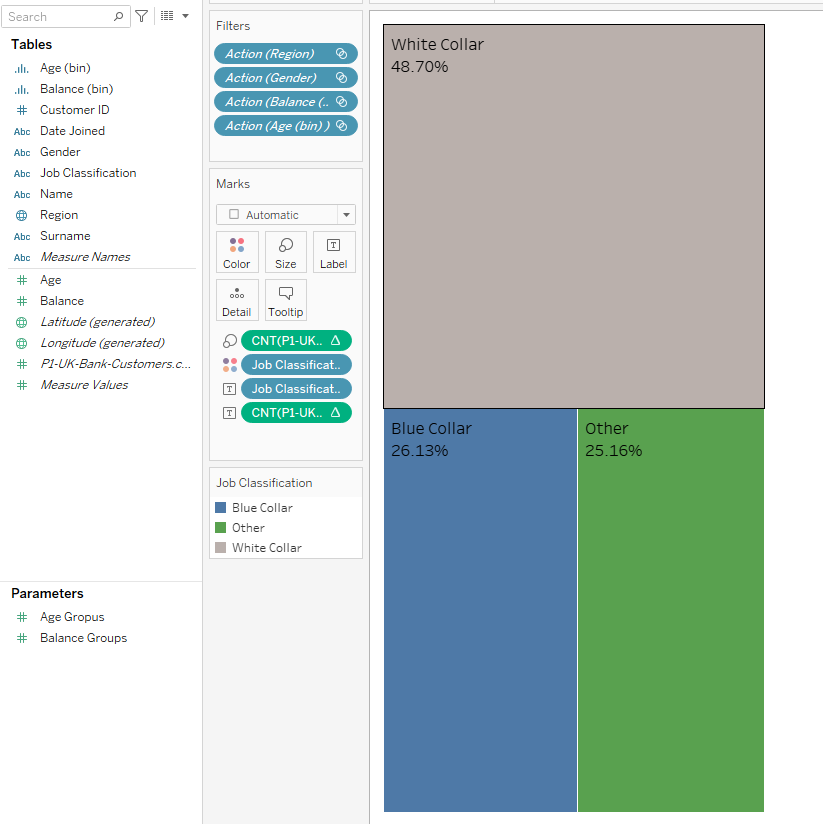 Search
Tables
Age (bin)
Balance (bin)
# Customer ID
Abc Date Joined
Abc Gender
Abc Job Classification
Abc Name
Region
Abc Surname
Abc Measure Names
# Age
# Balance
Latitude (generated)
Longitude (generated)
# P1-UK-Bank-Customers.c...
# Measure Values
Parameters
# Age Gropus
# Balance Groups
Filters
Action (Region)
Action (Gender)
Action (Balance (..
Action (Age (bin) )
Marks
Automatic
Color
Size
T Label
Detail
Tooltip
CNT(P1-UK.. Δ
Job Classificat..
T Job Classificat..
T CNT(P1-UK.. Δ
Job Classification
Blue Collar
Other
White Collar
White Collar
48.70%
Blue Collar
26.13%
Other
25.16%